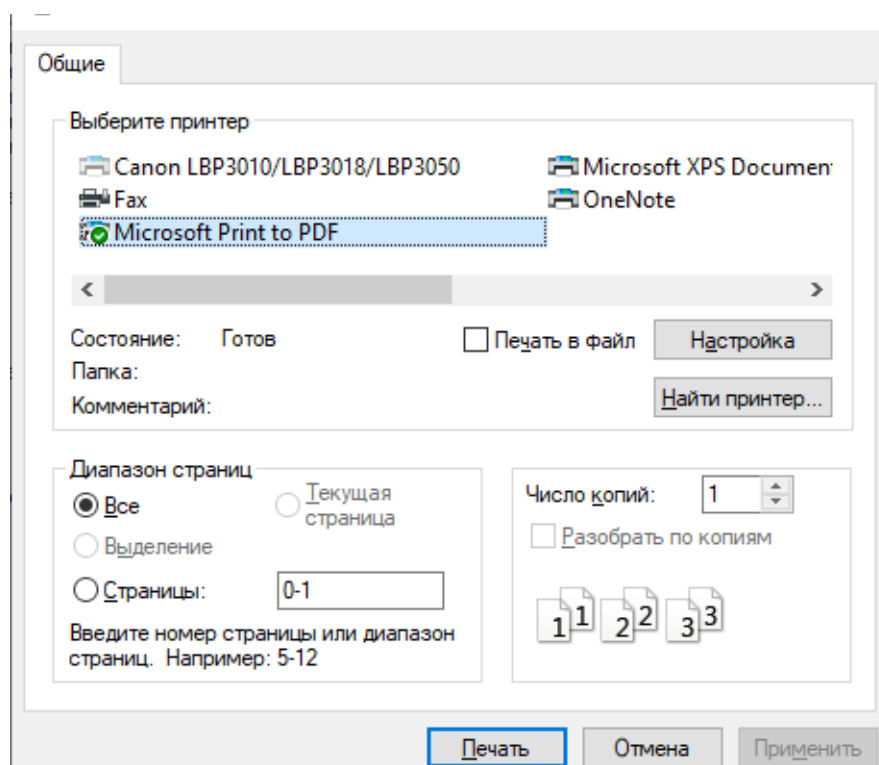 Общие
Выберите принтер
Canon LBP3010/LBP3018/LBP3050
Microsoft XPS Documen
Fax
OneNote
Microsoft Print to PDF
Состояние: Готов
Печать в файл
Настройка
Папка:
Комментарий:
Найти принтер...
Диапазон страниц
Все
Текущая
страница
Выделение
Страницы: 0-1
Введите номер страницы или диапазон
страниц. Например: 5-12
Число копий: 1
Разобрать по копиям
1 1 2 2 3 3
Печать
Отмена
Применить